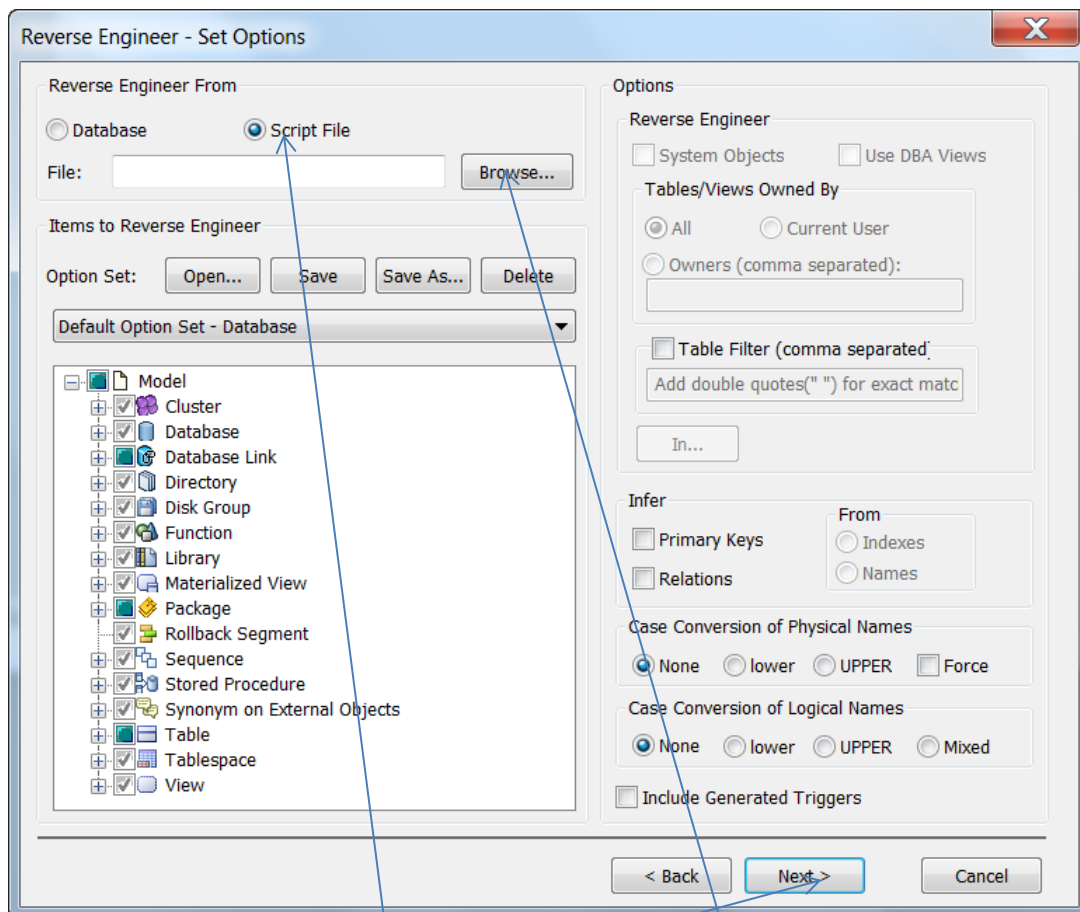 Reverse Engineer - Set Options
Reverse Engineer From
Database Script File
File: Browse...
Items to Reverse Engineer
Option Set: Open... Save Save As... Delete
Default Option Set - Database
Model
Cluster
Database
Database Link
Directory
Disk Group
Function
Library
Materialized View
Package
Rollback Segment
Sequence
Stored Procedure
Synonym on External Objects
Table
Tablespace
View
Options
Reverse Engineer
System Objects Use DBA Views
Tables/Views Owned By
All Current User
Owners (comma separated):
Table Filter (comma separated)
Add double quotes(" ") for exact matc
In...
Infer
From
Primary Keys Indexes
Relations Names
Case Conversion of Physical Names
None lower UPPER Force
Case Conversion of Logical Names
None lower UPPER Mixed
Include Generated Triggers
< Back Next > Cancel